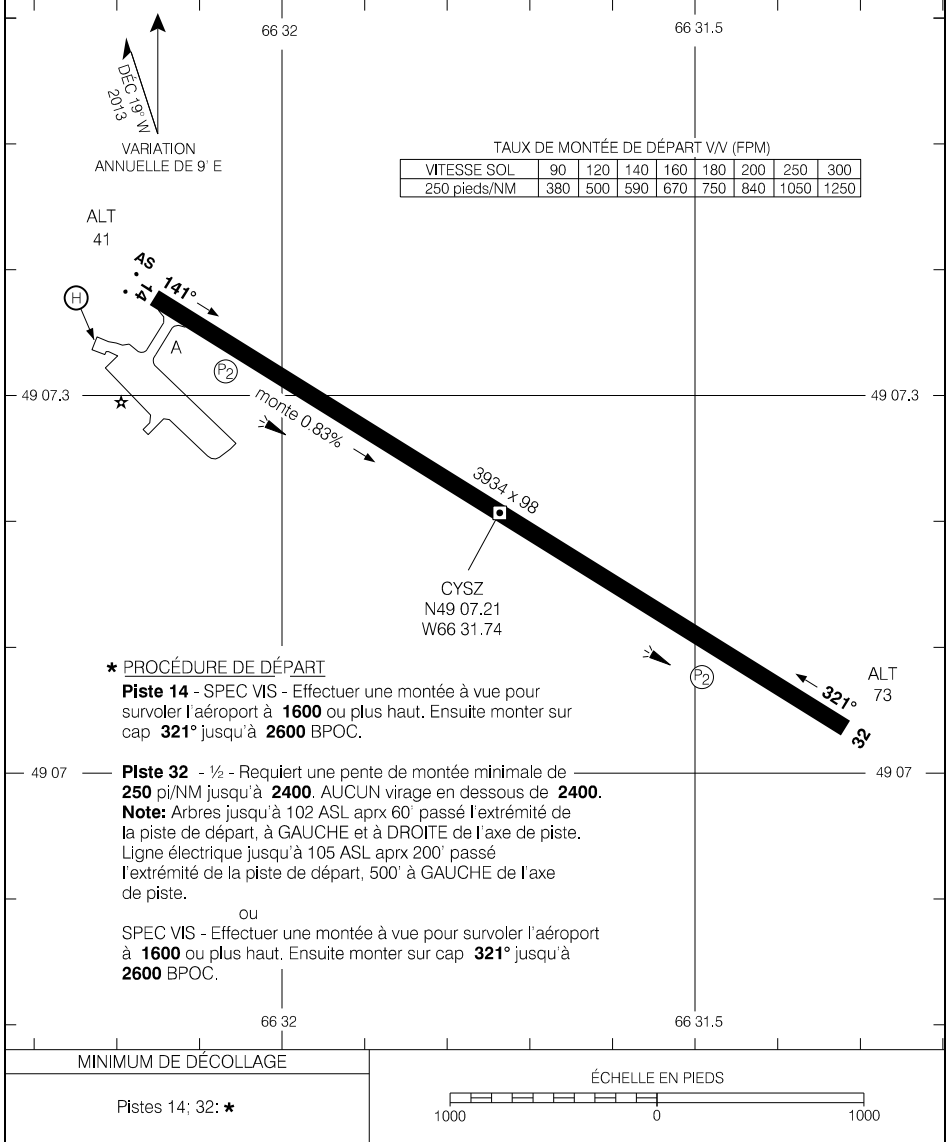 66 32
66 31.5
DÉC 19° W
2013
VARIATION
ANNUELLE DE 9' E
TAUX DE MONTÉE DE DÉPART V/V (FPM)
VITESSE SOL 90 120 140 160 180 200 250 300
250 pieds/NM 380 500 590 670 750 840 1050 1250
ALT
41
AS
14
141°
H
A
P2
49 07.3
49 07.3
monte 0.83%
3934 x 98
CYSZ
N49 07.21
W66 31.74
P2
ALT
73
321°
32
★ PROCÉDURE DE DÉPART
Piste 14 - SPEC VIS - Effectuer une montée à vue pour
survoler l'aéroport à 1600 ou plus haut. Ensuite monter sur
cap 321° jusqu'à 2600 BPOC.
49 07
49 07
Piste 32 - ½ - Requiert une pente de montée minimale de
250 pi/NM jusqu'à 2400. AUCUN virage en dessous de 2400.
Note: Arbres jusqu'à 102 ASL aprx 60' passé l'extrémité de
la piste de départ, à GAUCHE et à DROITE de l'axe de piste.
Ligne électrique jusqu'à 105 ASL aprx 200' passé
l'extrémité de la piste de départ, 500' à GAUCHE de l'axe
de piste.
ou
SPEC VIS - Effectuer une montée à vue pour survoler l'aéroport
à 1600 ou plus haut. Ensuite monter sur cap 321° jusqu'à
2600 BPOC.
66 32
66 31.5
MINIMUM DE DÉCOLLAGE
Pistes 14; 32: ★
ÉCHELLE EN PIEDS
1000 0 1000